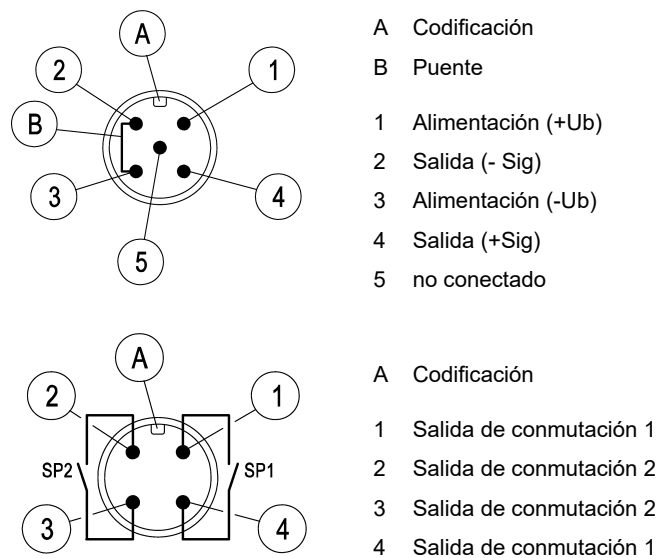 A
2
1
B
3
4
5
A Codificación
B Puente
1 Alimentación (+Ub)
2 Salida (- Sig)
3 Alimentación (-Ub)
4 Salida (+Sig)
5 no conectado
A
2
1
SP2
SP1
3
4
A Codificación
1 Salida de conmutación 1
2 Salida de conmutación 2
3 Salida de conmutación 2
4 Salida de conmutación 1